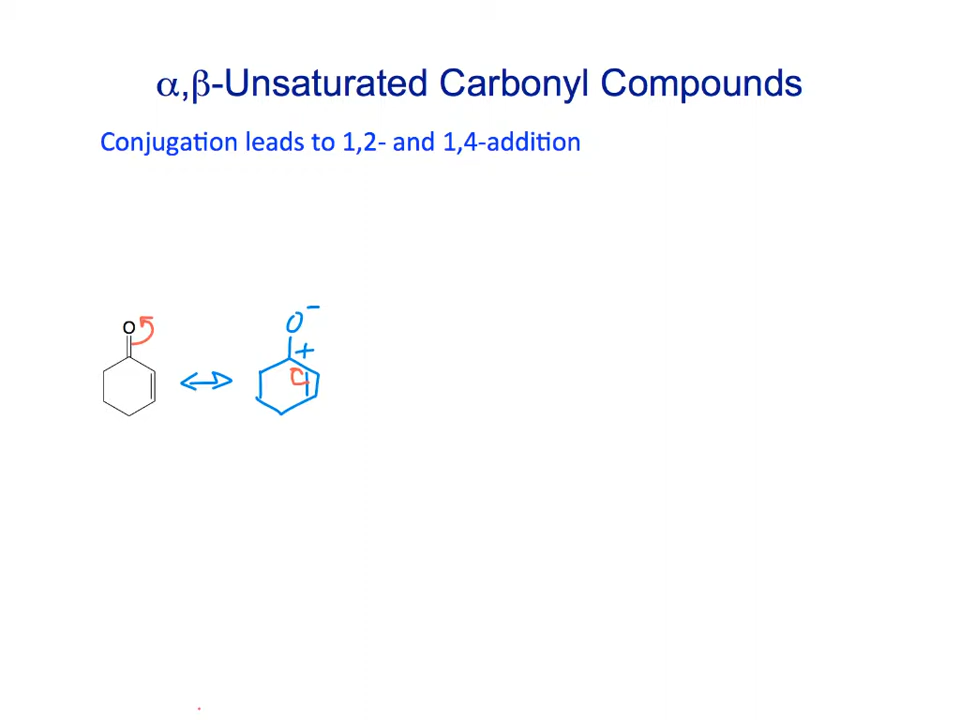 α,β-Unsaturated Carbonyl Compounds
Conjugation leads to 1,2- and 1,4-addition
O
O⁻
+